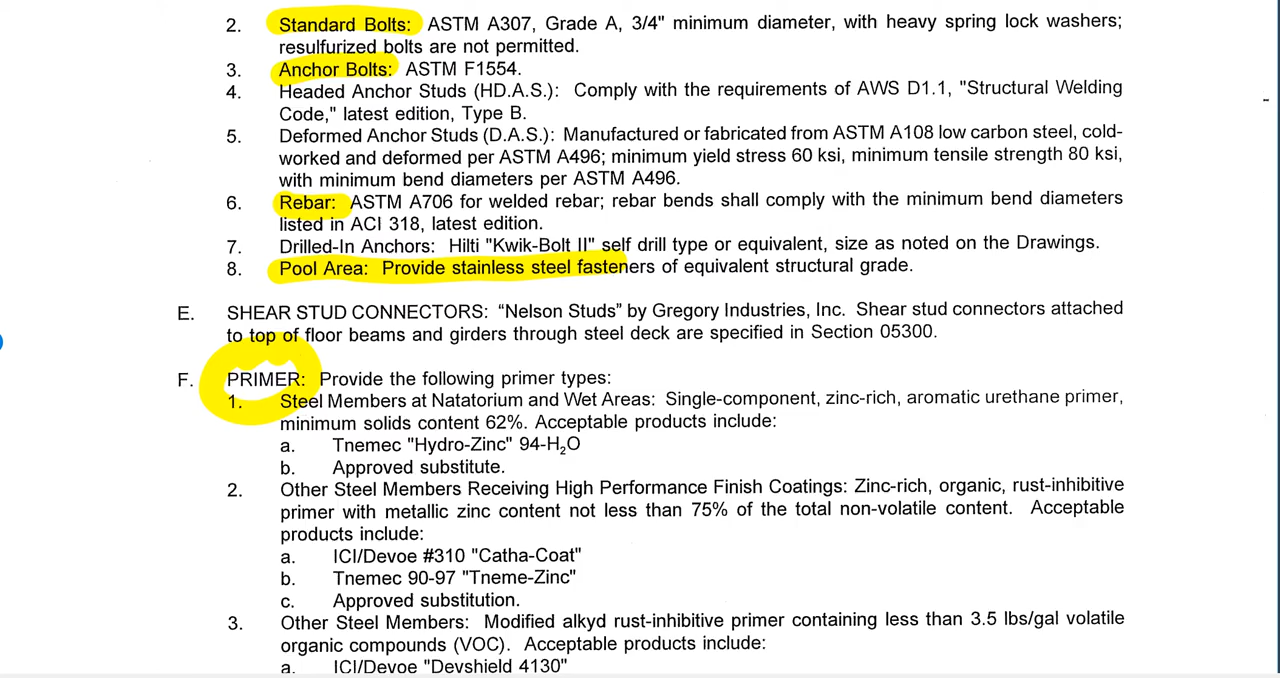 2. Standard Bolts: ASTM A307, Grade A, 3/4" minimum diameter, with heavy spring lock washers;
resulfurized bolts are not permitted.
3. Anchor Bolts: ASTM F1554.
4. Headed Anchor Studs (HD.A.S.): Comply with the requirements of AWS D1.1, "Structural Welding
Code," latest edition, Type B.
5. Deformed Anchor Studs (D.A.S.): Manufactured or fabricated from ASTM A108 low carbon steel, cold-
worked and deformed per ASTM A496; minimum yield stress 60 ksi, minimum tensile strength 80 ksi,
with minimum bend diameters per ASTM A496.
6. Rebar: ASTM A706 for welded rebar; rebar bends shall comply with the minimum bend diameters
listed in ACI 318, latest edition.
7. Drilled-In Anchors: Hilti "Kwik-Bolt II" self drill type or equivalent, size as noted on the Drawings.
8. Pool Area: Provide stainless steel fasteners of equivalent structural grade.
E. SHEAR STUD CONNECTORS: “Nelson Studs” by Gregory Industries, Inc. Shear stud connectors attached
to top of floor beams and girders through steel deck are specified in Section 05300.
F. PRIMER: Provide the following primer types:
1. Steel Members at Natatorium and Wet Areas: Single-component, zinc-rich, aromatic urethane primer,
minimum solids content 62%. Acceptable products include:
a. Tnemec "Hydro-Zinc" 94-H₂O
b. Approved substitute.
2. Other Steel Members Receiving High Performance Finish Coatings: Zinc-rich, organic, rust-inhibitive
primer with metallic zinc content not less than 75% of the total non-volatile content. Acceptable
products include:
a. ICI/Devoe #310 "Catha-Coat"
b. Tnemec 90-97 "Tneme-Zinc"
c. Approved substitution.
3. Other Steel Members: Modified alkyd rust-inhibitive primer containing less than 3.5 lbs/gal volatile
organic compounds (VOC). Acceptable products include:
a. ICI/Devoe "Devshield 4130"